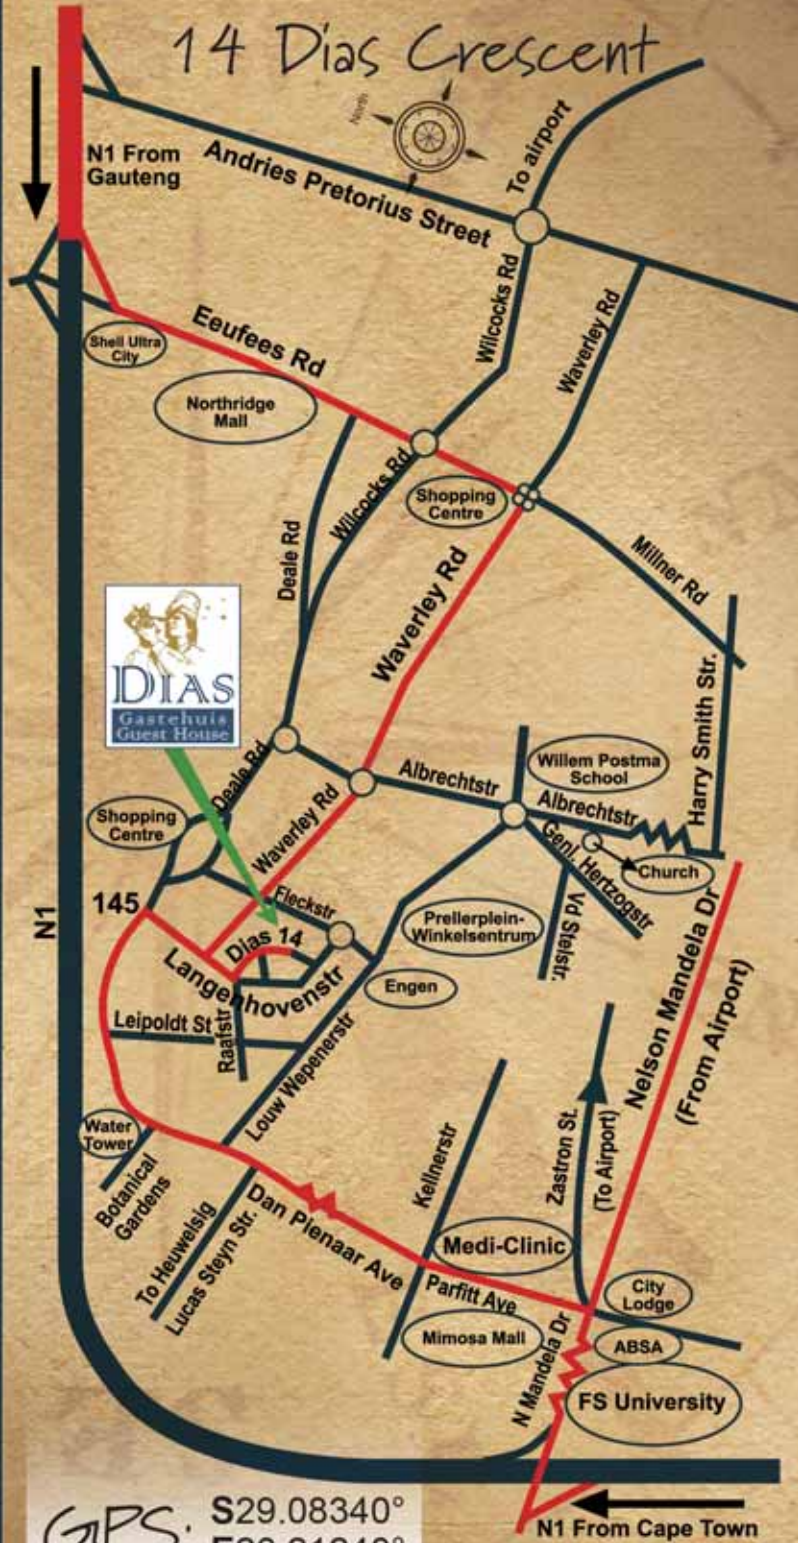 14 Dias Crescent
North
To airport
N1 From
Gauteng
Andries Pretorius Street
Wilcocks Rd
Waverley Rd
Shell Ultra
City
Eeufees Rd
Northridge
Mall
Wilcocks Rd
Shopping
Centre
Deale Rd
Millner Rd
Waverley Rd
DIAS
Gastehuis
Guest House
Harry Smith Str.
Willem Postma
School
Albrechtstr
Albrechtstr
Deale Rd
Shopping
Centre
Waverley Rd
Genl. Hertzogstr
Church
145
Fleckstr
N1
Prellerplein-
Winkelsentrum
Vd Stelstr.
Dias 14
Langenhovenstr
Engen
Nelson Mandela Dr
(From Airport)
Leipoldt St
Raafstr
Louw Wepenerstr
Water
Tower
Botanical
Gardens
Kellnerstr
Zastron St.
(To Airport)
To Heuwelsig
Lucas Steyn Str.
Dan Pienaar Ave
Medi-Clinic
Parfitt Ave
City
Lodge
Mimosa Mall
N Mandela Dr
ABSA
FS University
GPS:
S29.08340°
N1 From Cape Town